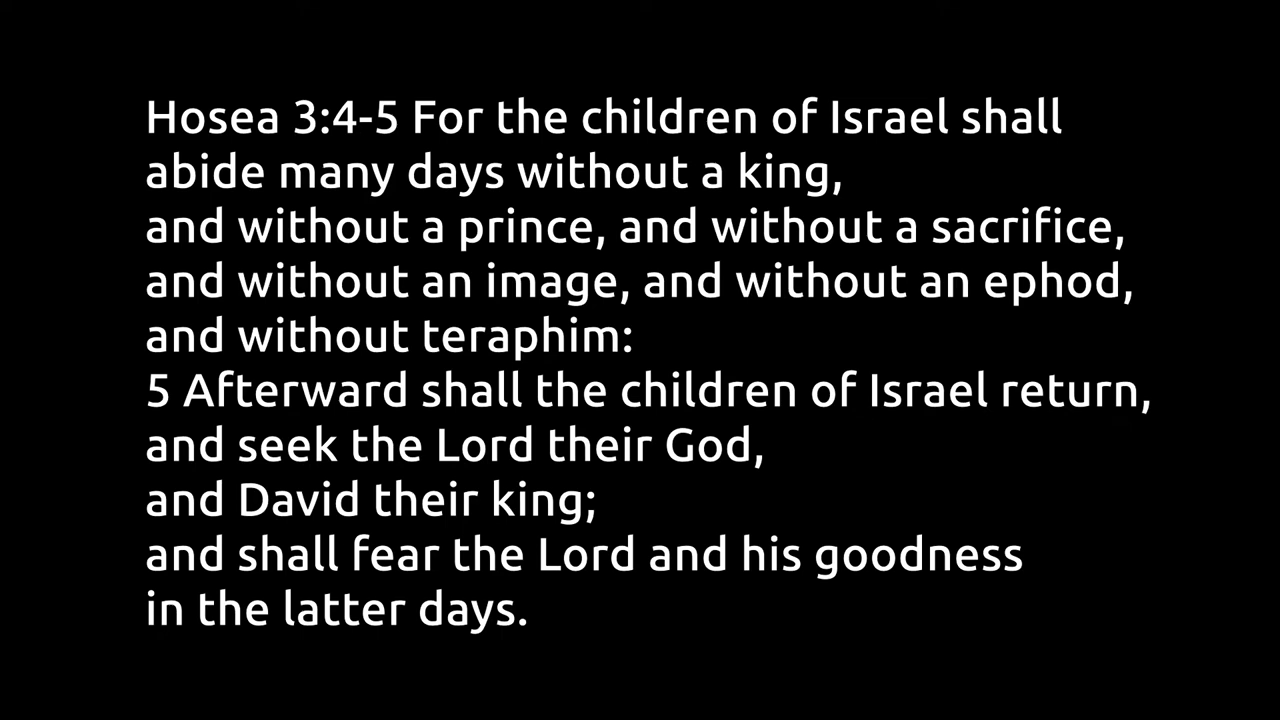 Hosea 3:4-5 For the children of Israel shall
abide many days without a king,
and without a prince, and without a sacrifice,
and without an image, and without an ephod,
and without teraphim:
5 Afterward shall the children of Israel return,
and seek the Lord their God,
and David their king;
and shall fear the Lord and his goodness
in the latter days.